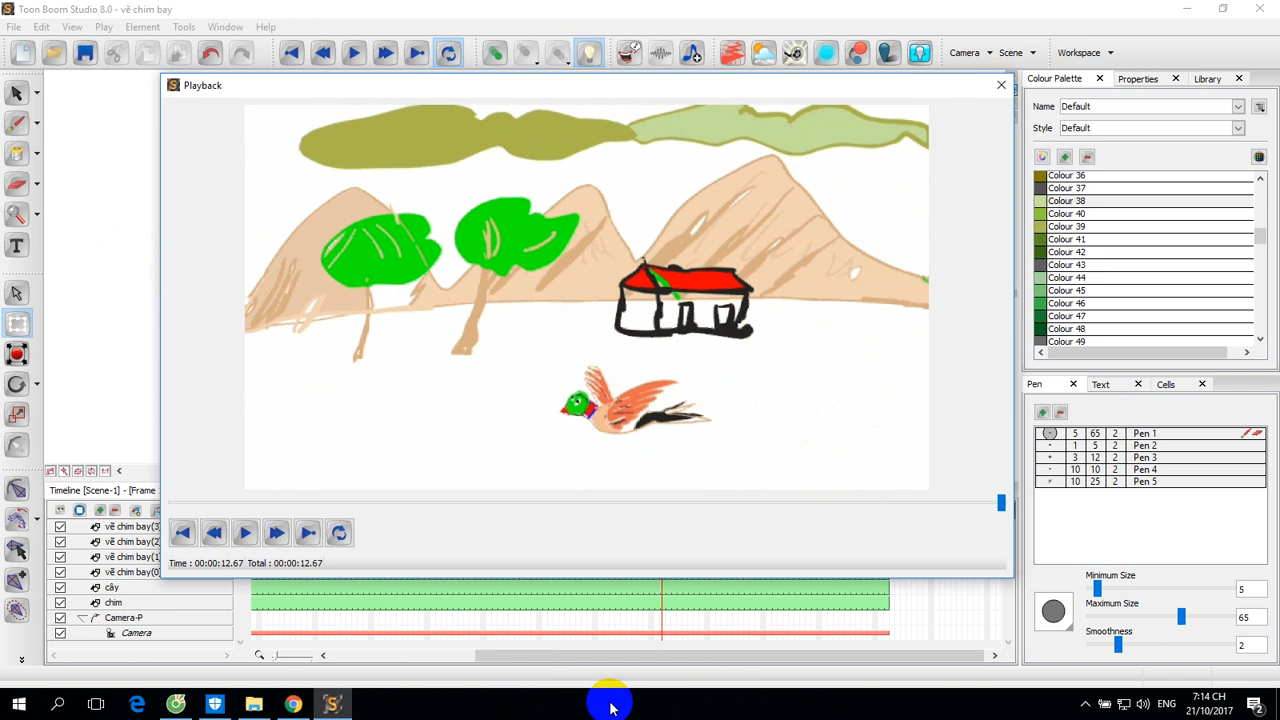 Toon Boom Studio 8.0 - vẽ chim bay
File Edit View Play Element Tools Window Help
Camera Scene Workspace
Playback
Colour Palette Properties Library
Name Default
Style Default
Colour 36
Colour 37
Colour 38
Colour 40
Colour 39
Colour 41
Colour 42
Colour 43
Colour 44
Colour 45
Colour 46
Colour 47
Colour 48
Colour 49
Pen Text Cells
5 65 2 Pen 1
1 5 2 Pen 2
3 12 2 Pen 3
10 10 2 Pen 4
10 25 2 Pen 5
Minimum Size
5
Maximum Size
65
Smoothness
2
Timeline [Scene-1] - [Frame
vẽ chim bay(3)
vẽ chim bay(2)
vẽ chim bay(1)
vẽ chim bay(0)
cây
chim
Camera-P
Camera
Time : 00:00:12.67 Total : 00:00:12.67
ENG
7:14 CH
21/10/2017
2